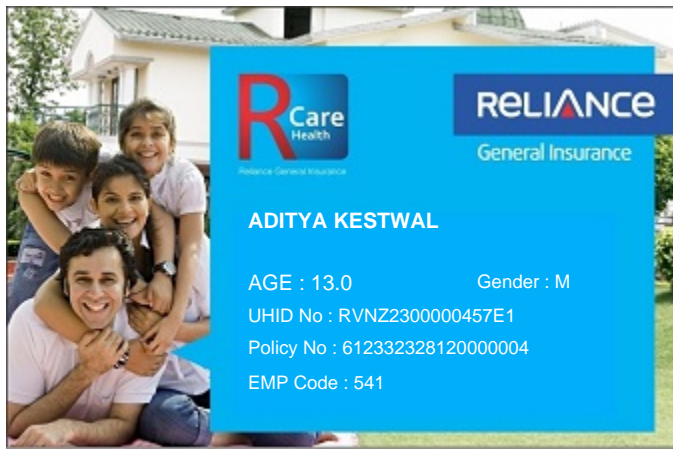 R Care
Health
Reliance General Insurance
RELIANCE
General Insurance
ADITYA KESTWAL
AGE : 13.0 Gender : M
UHID No : RVNZ2300000457E1
Policy No : 612332328120000004
EMP Code : 541